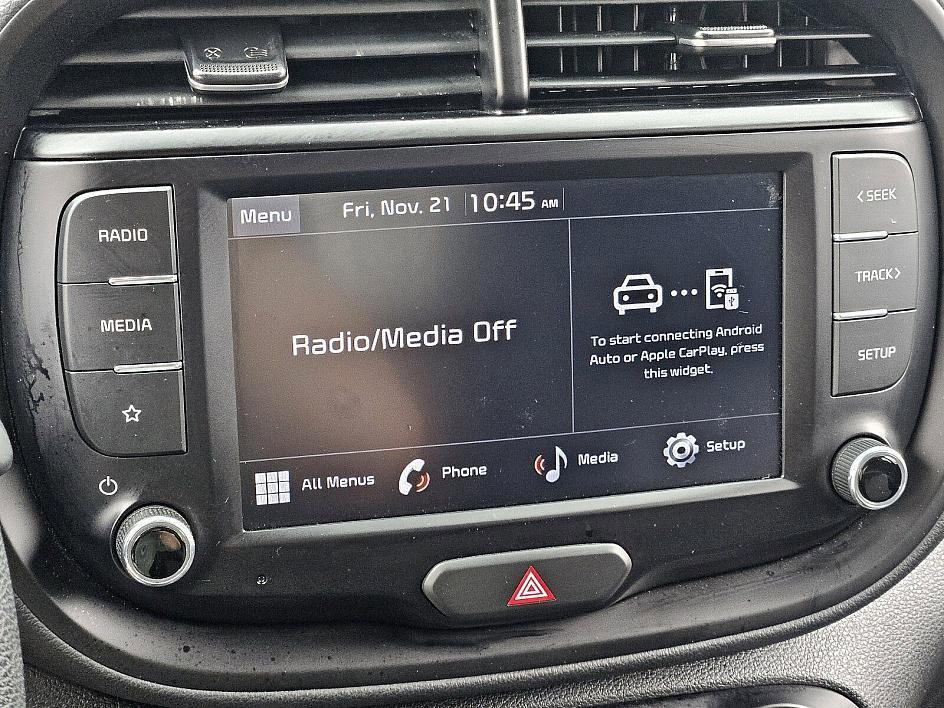 RADIO
MEDIA
Menu
Fri, Nov. 21
10:45 AM
Radio/Media Off
To start connecting Android
Auto or Apple CarPlay, press
this widget.
All Menus
Phone
Media
Setup
< SEEK
TRACK >
SETUP